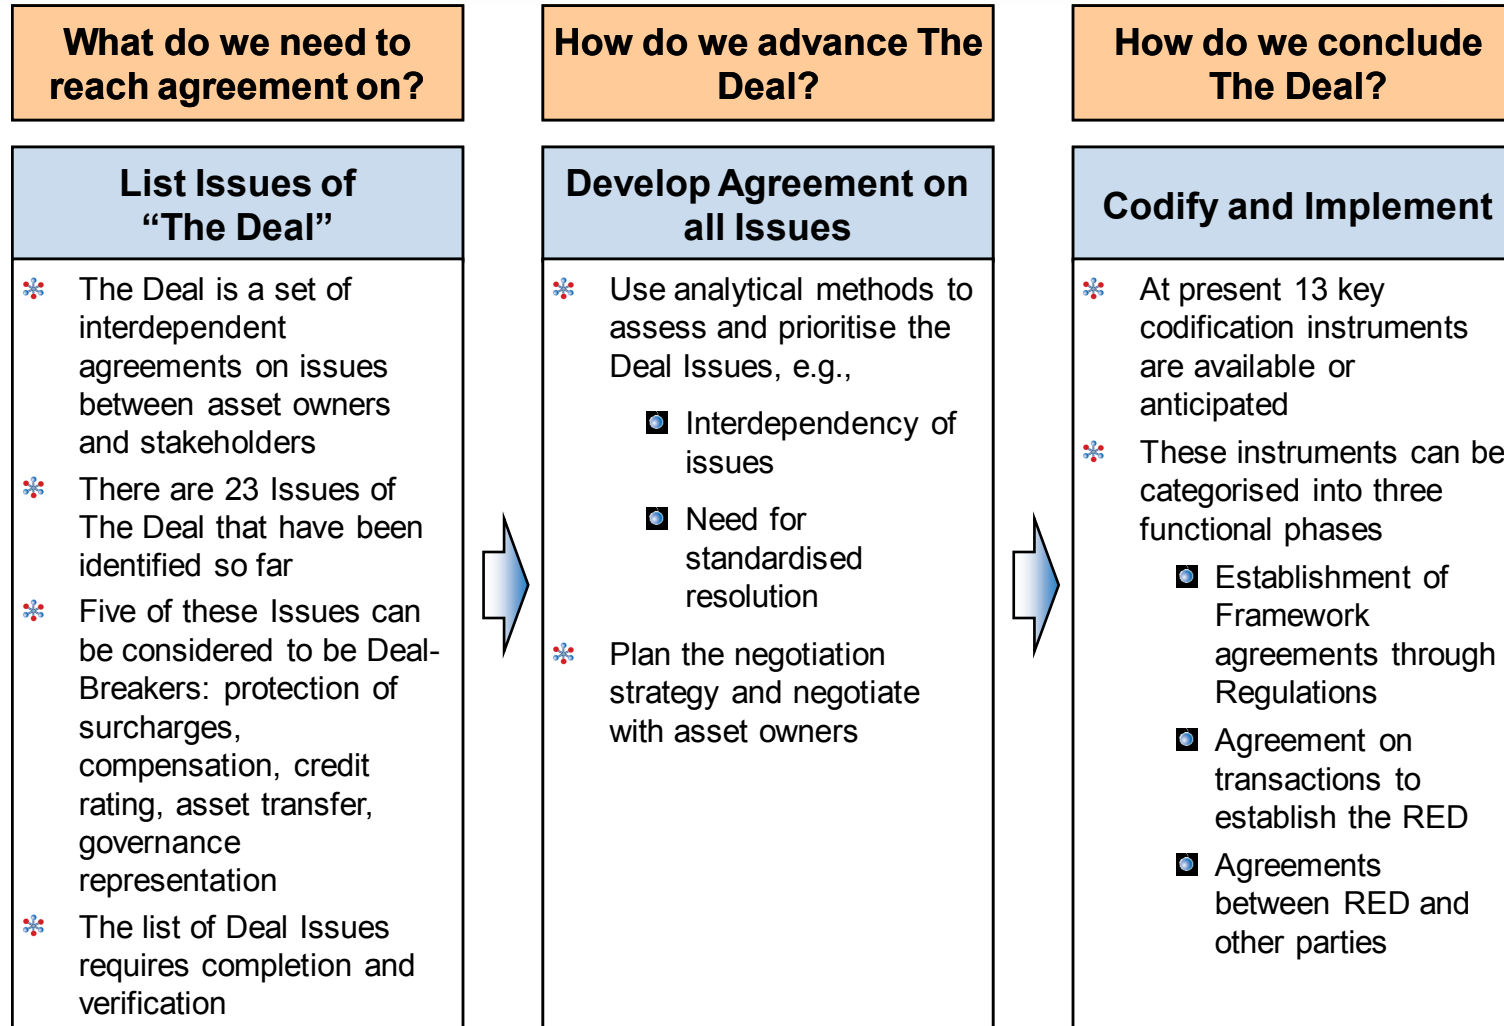 What do we need to
reach agreement on?
List Issues of
“The Deal”
The Deal is a set of
interdependent
agreements on issues
between asset owners
and stakeholders
There are 23 Issues of
The Deal that have been
identified so far
Five of these Issues can
be considered to be Deal-
Breakers: protection of
surcharges,
compensation, credit
rating, asset transfer,
governance
representation
The list of Deal Issues
requires completion and
verification
How do we advance The
Deal?
Develop Agreement on
all Issues
Use analytical methods to
assess and prioritise the
Deal Issues, e.g.,
Interdependency of
issues
Need for
standardised
resolution
Plan the negotiation
strategy and negotiate
with asset owners
How do we conclude
The Deal?
Codify and Implement
At present 13 key
codification instruments
are available or
anticipated
These instruments can be
categorised into three
functional phases
Establishment of
Framework
agreements through
Regulations
Agreement on
transactions to
establish the RED
Agreements
between RED and
other parties